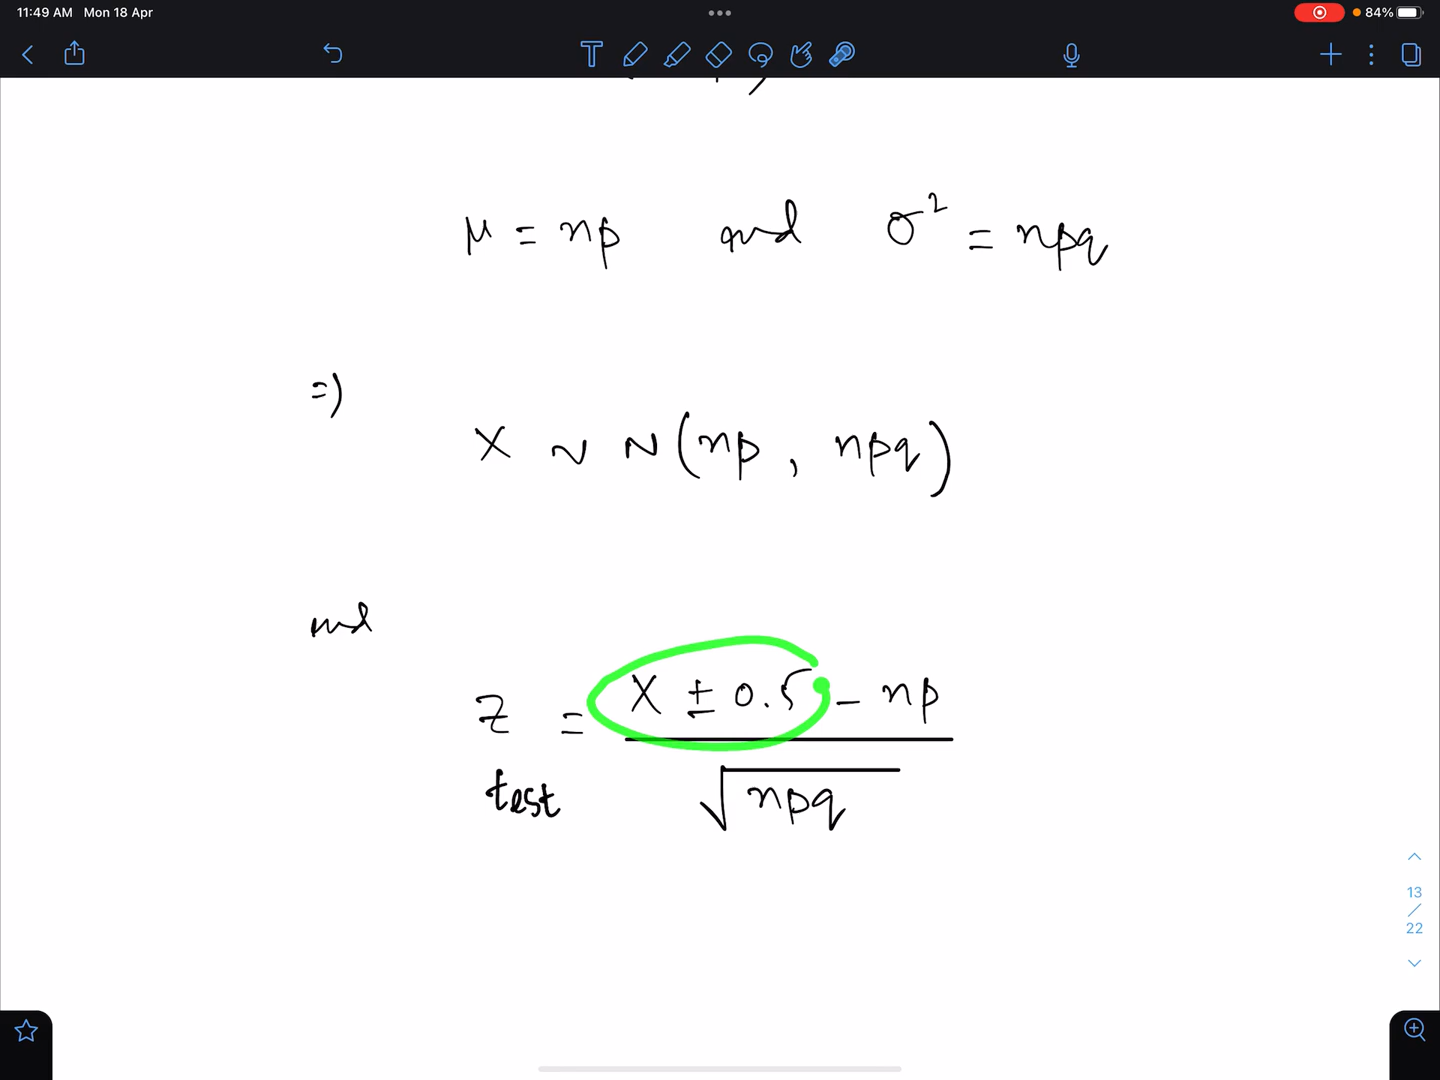 11:49 AM Mon 18 Apr
84%
μ = np and σ² = npq
=)
X ~ N(np, npq)
and
Z test = (X ± 0.5 - np) / √npq
13
/
22